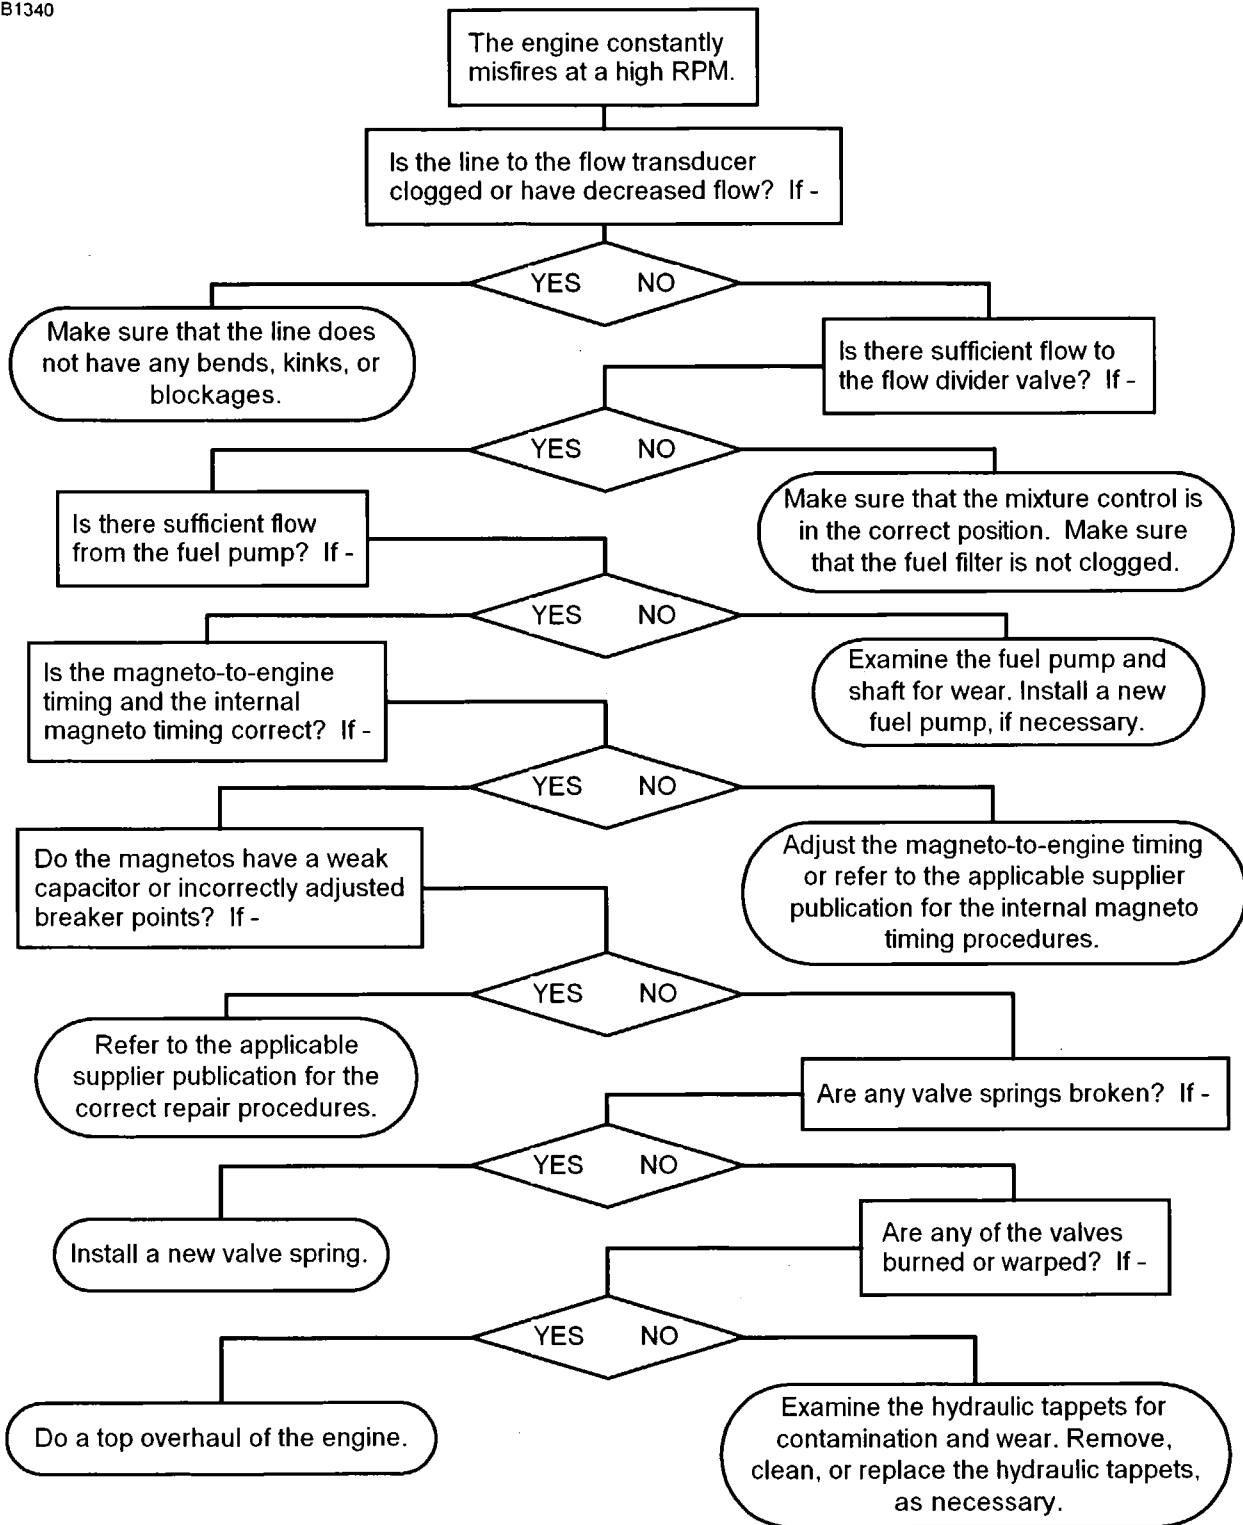 B1340
The engine constantly
misfires at a high RPM.
Is the line to the flow transducer
clogged or have decreased flow?  If -
YES NO
Make sure that the line does
not have any bends, kinks, or
blockages.
Is there sufficient flow to
the flow divider valve?  If -
YES NO
Is there sufficient flow
from the fuel pump?  If -
Make sure that the mixture control is
in the correct position.  Make sure
that the fuel filter is not clogged.
YES NO
Is the magneto-to-engine
timing and the internal
magneto timing correct?  If -
Examine the fuel pump and
shaft for wear. Install a new
fuel pump, if necessary.
YES NO
Do the magnetos have a weak
capacitor or incorrectly adjusted
breaker points?  If -
Adjust the magneto-to-engine timing
or refer to the applicable supplier
publication for the internal magneto
timing procedures.
YES NO
Refer to the applicable
supplier publication for the
correct repair procedures.
Are any valve springs broken?  If -
YES NO
Install a new valve spring.
Are any of the valves
burned or warped?  If -
YES NO
Do a top overhaul of the engine.
Examine the hydraulic tappets for
contamination and wear. Remove,
clean, or replace the hydraulic tappets,
as necessary.